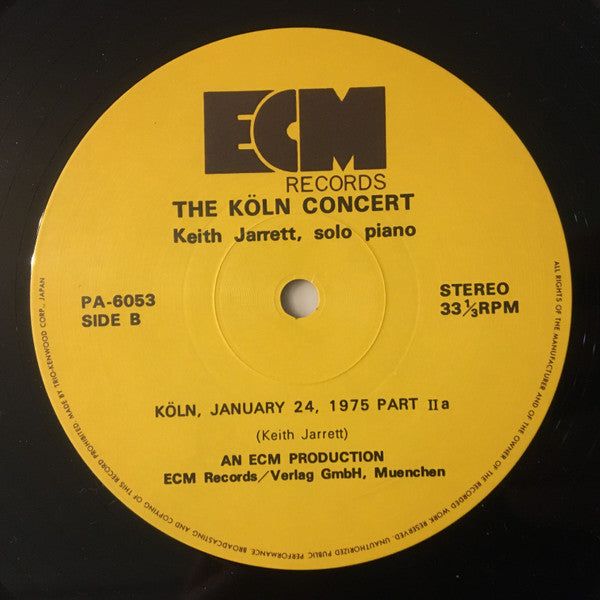 ECM
RECORDS
THE KÖLN CONCERT
Keith Jarrett, solo piano
PA-6053
SIDE B
STEREO
33⅓RPM
KÖLN, JANUARY 24, 1975 PART IIa
(Keith Jarrett)
AN ECM PRODUCTION
ECM Records/Verlag GmbH, Muenchen
ALL RIGHTS OF THE MANUFACTURER AND OF THE OWNER OF THE RECORDED WORK RESERVED. UNAUTHORIZED PUBLIC PERFORMANCE, BROADCASTING AND COPYING OF THIS RECORD PROHIBITED. MADE BY TRIO-KENWOOD CORP., JAPAN